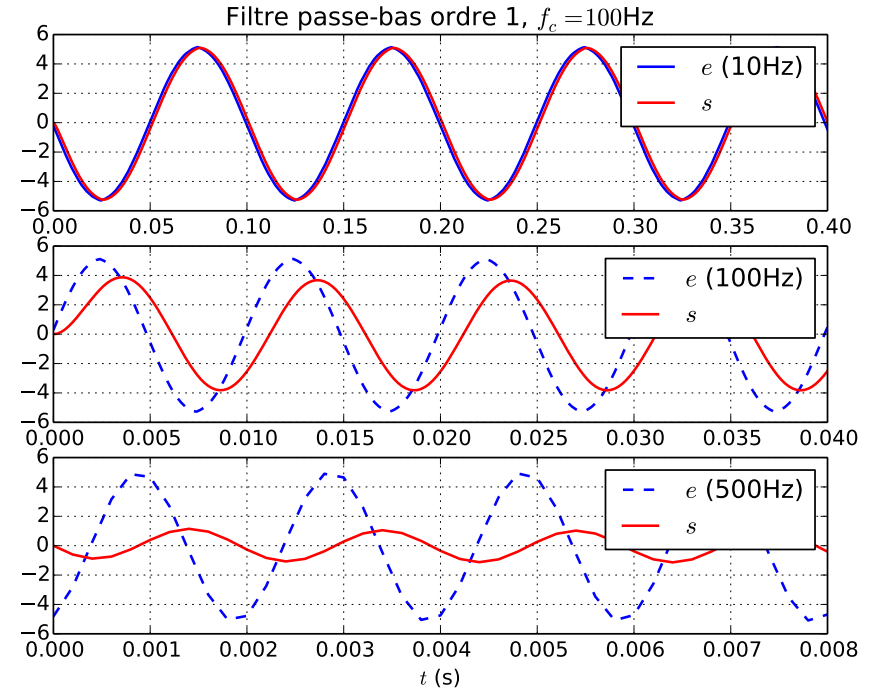 Filtre passe-bas ordre 1, f_c = 100Hz
6
4
2
0
−2
−4
−6
0.00 0.05 0.10 0.15 0.20 0.25 0.30 0.35 0.40
e (10Hz)
s
6
4
2
0
−2
−4
−6
0.000 0.005 0.010 0.015 0.020 0.025 0.030 0.035 0.040
e (100Hz)
s
6
4
2
0
−2
−4
−6
0.000 0.001 0.002 0.003 0.004 0.005 0.006 0.007 0.008
e (500Hz)
s
t (s)